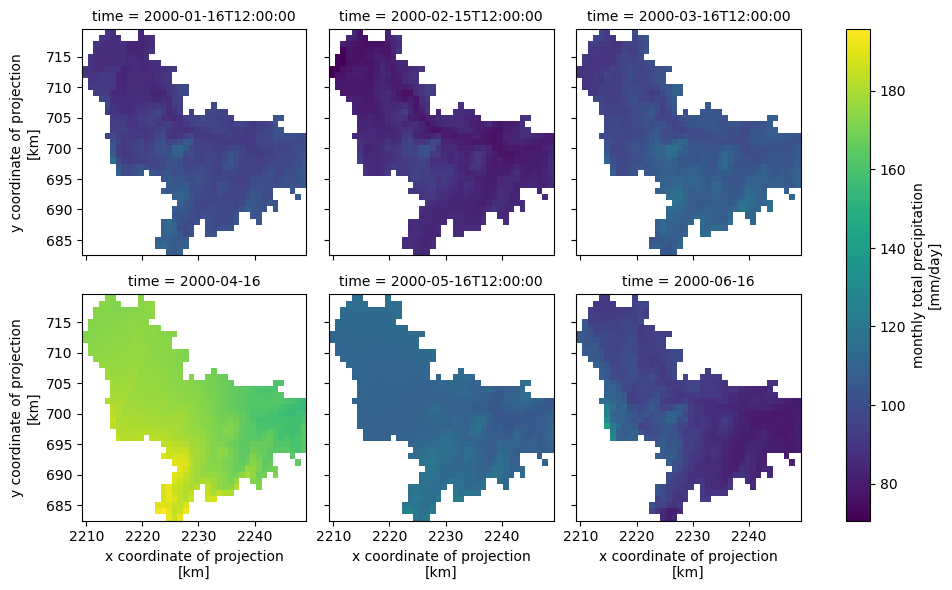 time = 2000-01-16T12:00:00
time = 2000-02-15T12:00:00
time = 2000-03-16T12:00:00
y coordinate of projection
[km]
715
710
705
700
695
690
685
time = 2000-04-16
time = 2000-05-16T12:00:00
time = 2000-06-16
y coordinate of projection
[km]
715
710
705
700
695
690
685
2210 2220 2230 2240
2210 2220 2230 2240
2210 2220 2230 2240
x coordinate of projection
[km]
x coordinate of projection
[km]
x coordinate of projection
[km]
180
160
140
120
100
80
monthly total precipitation
[mm/day]